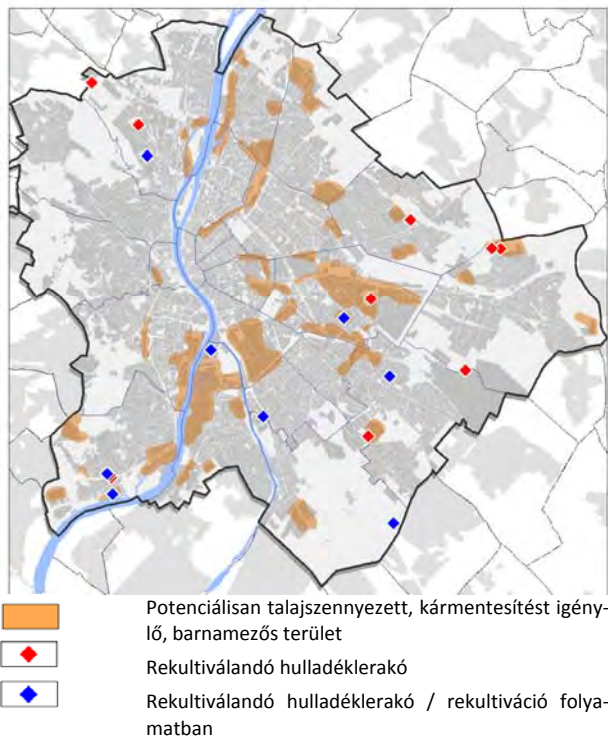 Potenciálisan talajszennyezett, kármentesítést igény-
lő, barnamezős terület
Rekultiválandó hulladéklerakó
Rekultiválandó hulladéklerakó / rekultiváció folya-
matban